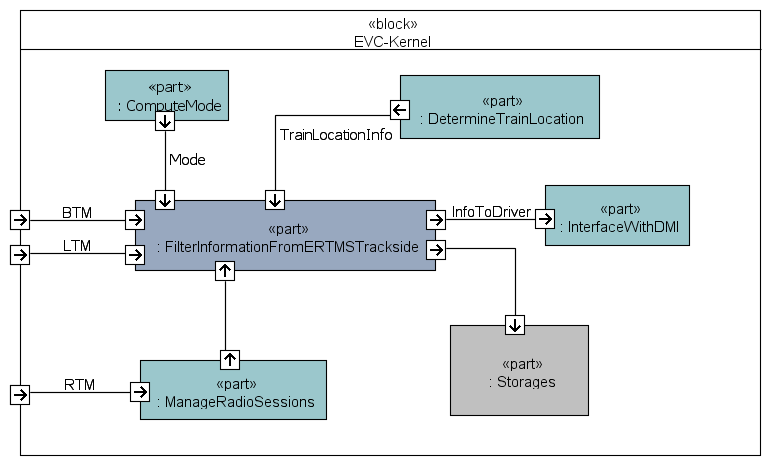 «block»
EVC-Kernel
«part»
: ComputeMode
«part»
: DetermineTrainLocation
TrainLocationInfo
Mode
BTM
LTM
«part»
: FilterInformationFromERTMSTrackside
InfoToDriver
«part»
: InterfaceWithDMI
RTM
«part»
: ManageRadioSessions
«part»
: Storages